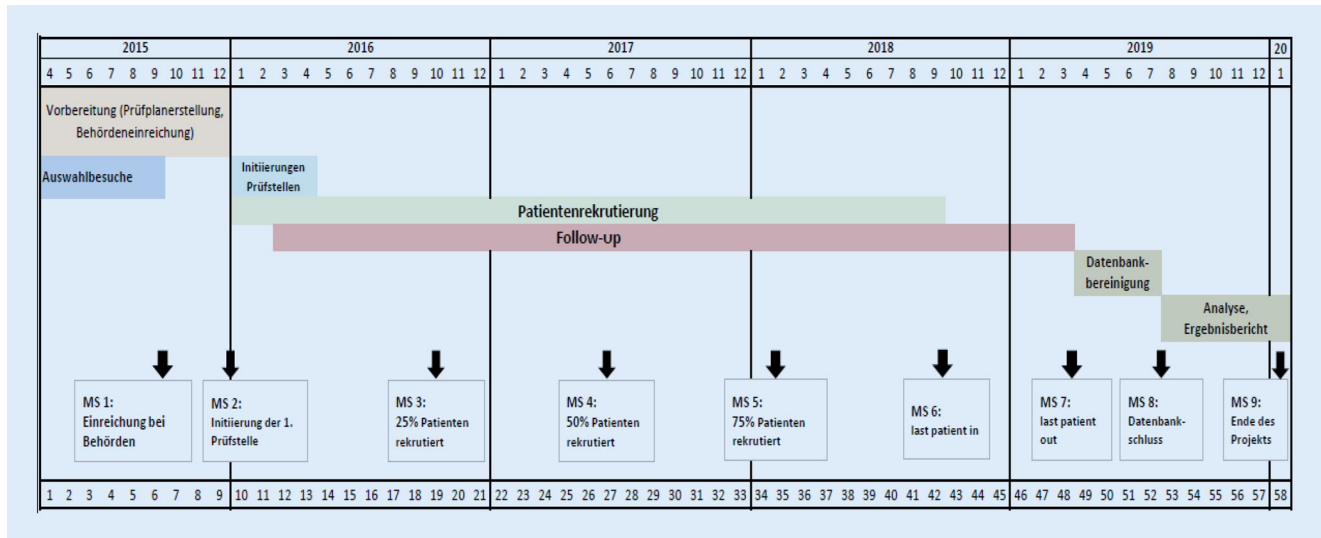 2015 2016 2017 2018 2019 20
4 5 6 7 8 9 10 11 12 1 2 3 4 5 6 7 8 9 10 11 12 1 2 3 4 5 6 7 8 9 10 11 12 1 2 3 4 5 6 7 8 9 10 11 12 1 2 3 4 5 6 7 8 9 10 11 12 1
Vorbereitung (Prüfplanerstellung,
Behördeneinreichung)
Auswahlbesuche
Initiierungen
Prüfstellen
Patientenrekrutierung
Follow-up
Datenbank-
bereinigung
Analyse,
Ergebnisbericht
MS 1:
Einreichung bei
Behörden
MS 2:
Initiierung der 1.
Prüfstelle
MS 3:
25% Patienten
rekrutiert
MS 4:
50% Patienten
rekrutiert
MS 5:
75% Patienten
rekrutiert
MS 6:
last patient in
MS 7:
last patient
out
MS 8:
Datenbank-
schluss
MS 9:
Ende des
Projekts
1 2 3 4 5 6 7 8 9 10 11 12 13 14 15 16 17 18 19 20 21 22 23 24 25 26 27 28 29 30 31 32 33 34 35 36 37 38 39 40 41 42 43 44 45 46 47 48 49 50 51 52 53 54 55 56 57 58